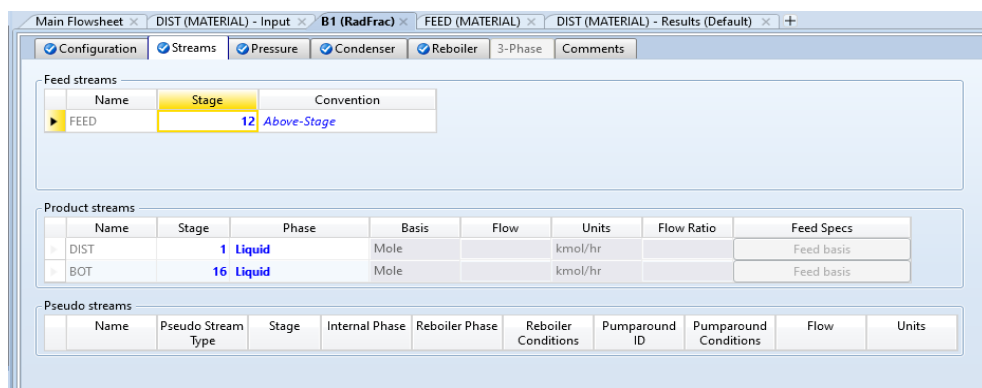 Main Flowsheet × DIST (MATERIAL) - Input × B1 (RadFrac) × FEED (MATERIAL) × DIST (MATERIAL) - Results (Default) × +
Configuration Streams Pressure Condenser Reboiler 3-Phase Comments
Feed streams
Name Stage Convention
FEED 12 Above-Stage
Product streams
Name Stage Phase Basis Flow Units Flow Ratio Feed Specs
DIST 1 Liquid Mole kmol/hr Feed basis
BOT 16 Liquid Mole kmol/hr Feed basis
Pseudo streams
Name Pseudo Stream Type Stage Internal Phase Reboiler Phase Reboiler Conditions Pumparound ID Pumparound Conditions Flow Units